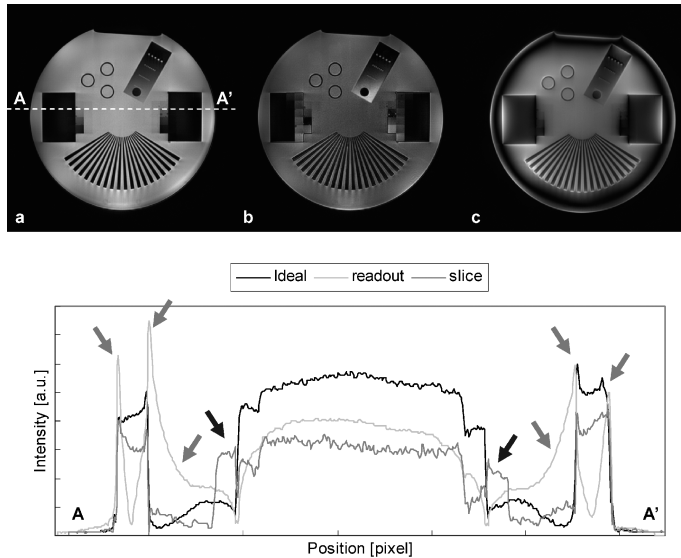 A A'
a b c
Ideal readout slice
Intensity [a.u.]
A A'
Position [pixel]